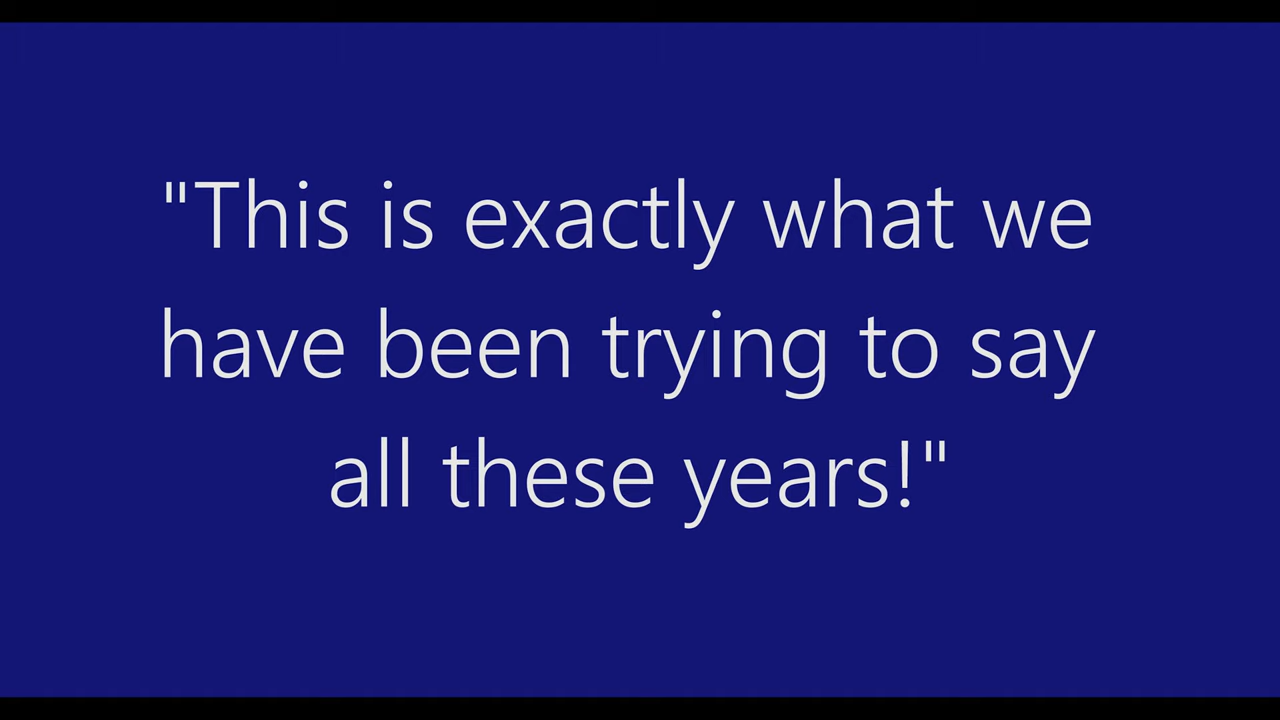 "This is exactly what we
have been trying to say
all these years!"